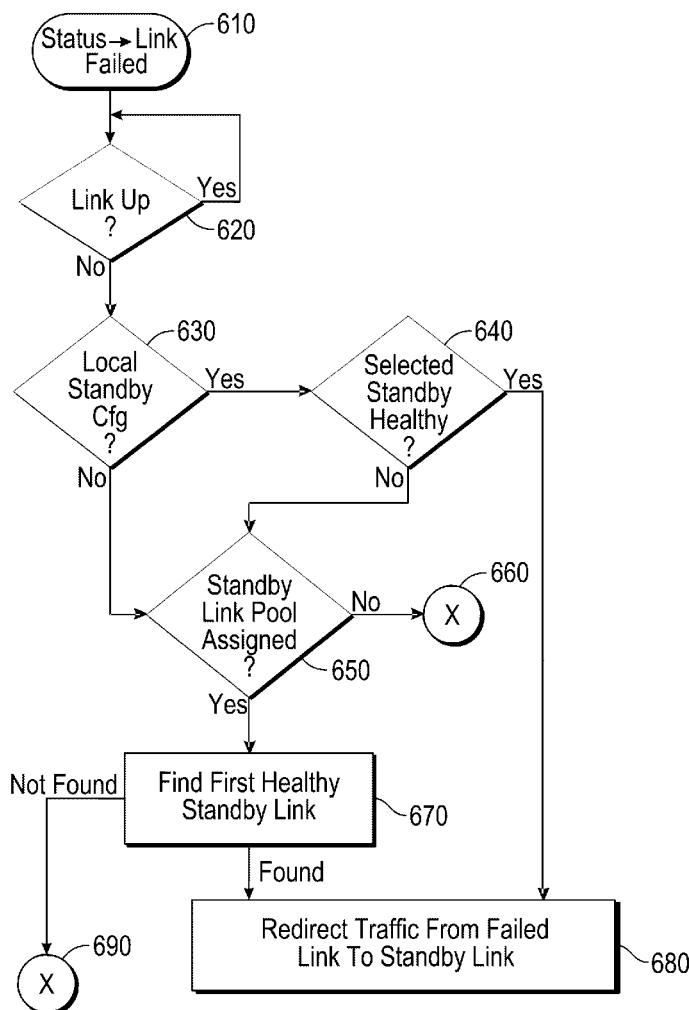 Status→Link
Failed
610
Link Up
?
Yes
620
No
630
Local
Standby
Cfg
?
Yes
No
640
Selected
Standby
Healthy
?
Yes
No
Standby
Link Pool
Assigned
?
No
650
Yes
660
X
Not Found
Find First Healthy
Standby Link
670
Found
Redirect Traffic From Failed
Link To Standby Link
680
690
X